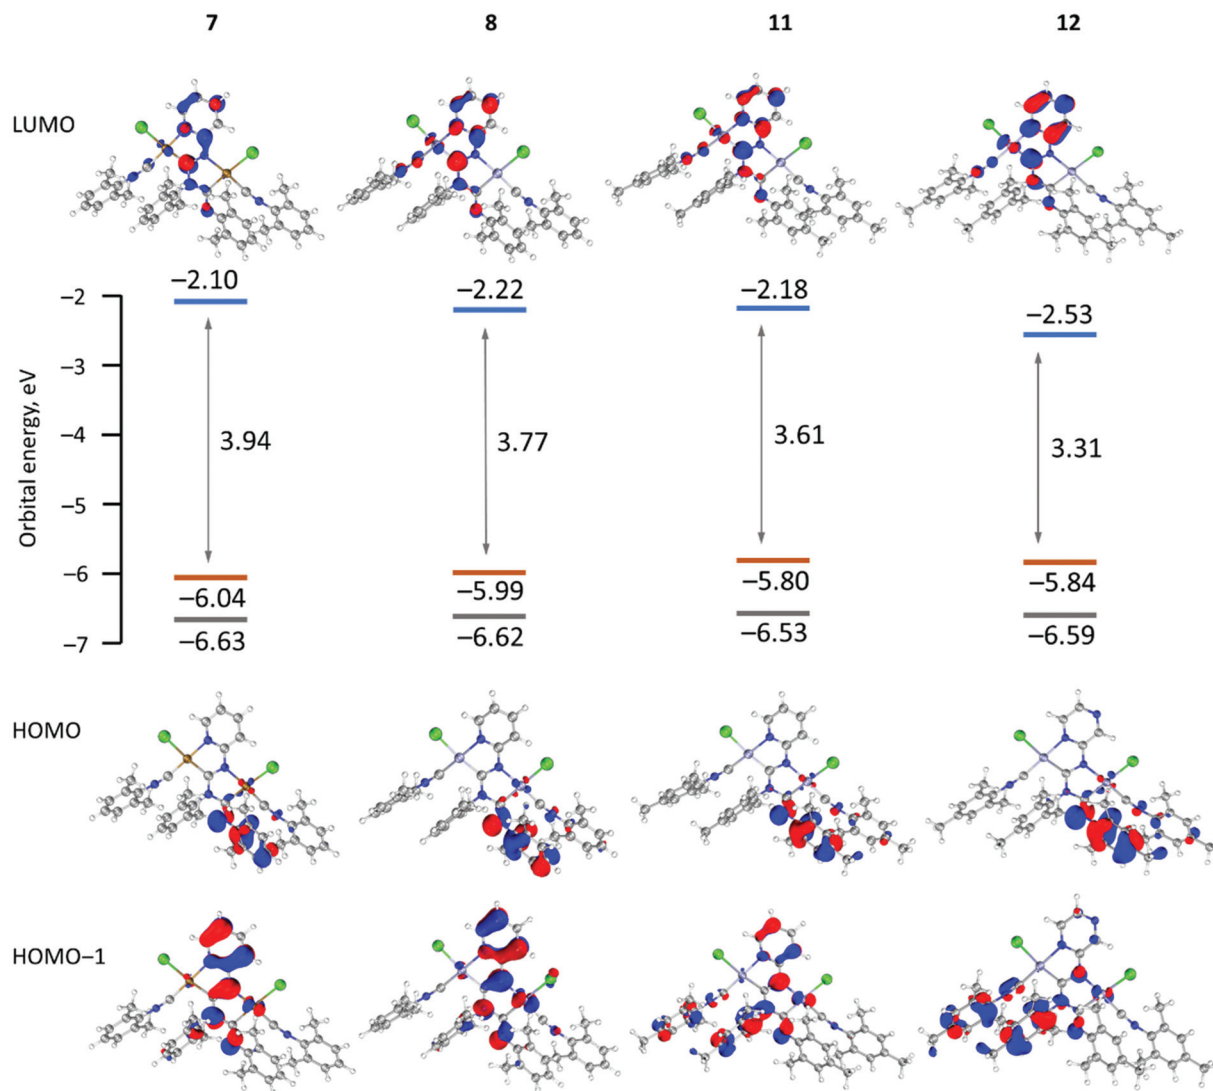 7 8 11 12
LUMO
–2.10 –2.22 –2.18 –2.53
–2
–3
–4
–5
–6
–7
Orbital energy, eV
3.94 3.77 3.61 3.31
–6.04 –5.99 –5.80 –5.84
–6.63 –6.62 –6.53 –6.59
HOMO
HOMO–1